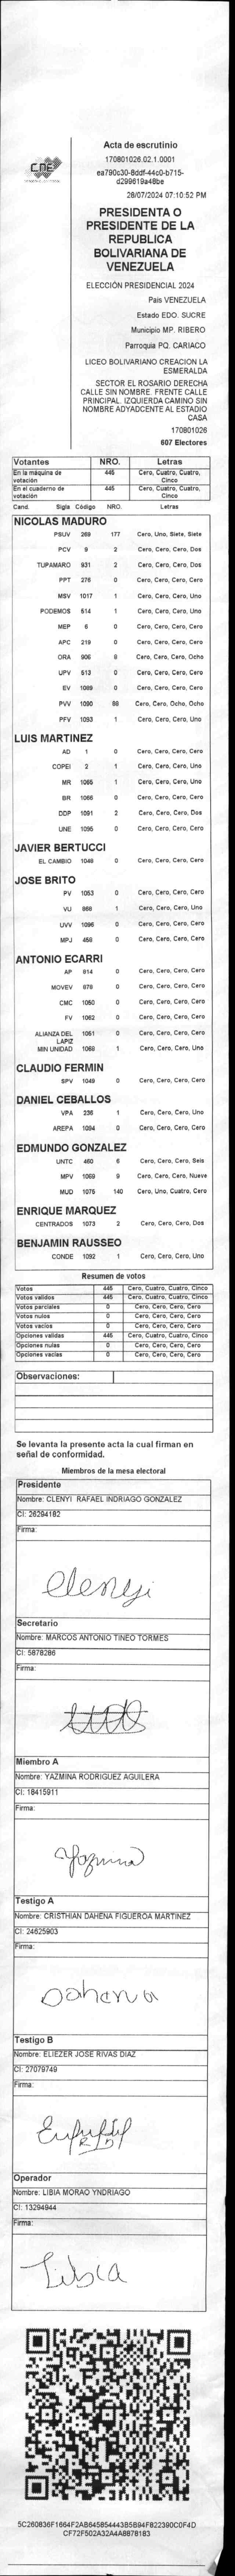 CNE
Acta de escrutinio
170801026.02.1.0001
ea790c30-8ddf-44c0-b715-
d299619a48be
28/07/2024 07:10:52 PM
PRESIDENTA O
PRESIDENTE DE LA
REPUBLICA
BOLIVARIANA DE
VENEZUELA
ELECCIÓN PRESIDENCIAL 2024
Pais VENEZUELA
Estado EDO. SUCRE
Municipio MP. RIBERO
Parroquia PQ. CARIACO
LICEO BOLIVARIANO CREACION LA
ESMERALDA
SECTOR EL ROSARIO DERECHA
CALLE SIN NOMBRE. FRENTE CALLE
PRINCIPAL. IZQUIERDA CAMINO SIN
NOMBRE ADYADCENTE AL ESTADIO
CASA
170801026
607 Electores
Votantes NRO. Letras
En la máquina de votación 445 Cero, Cuatro, Cuatro, Cinco
En el cuaderno de votación 445 Cero, Cuatro, Cuatro, Cinco
Cand. Sigla Código NRO. Letras
NICOLAS MADURO
PSUV 269 177 Cero, Uno, Siete, Siete
PCV 9 2 Cero, Cero, Cero, Dos
TUPAMARO 931 2 Cero, Cero, Cero, Dos
PPT 276 0 Cero, Cero, Cero, Cero
MSV 1017 1 Cero, Cero, Cero, Uno
PODEMOS 514 1 Cero, Cero, Cero, Uno
MEP 6 0 Cero, Cero, Cero, Cero
APC 219 0 Cero, Cero, Cero, Cero
ORA 906 8 Cero, Cero, Cero, Ocho
UPV 513 0 Cero, Cero, Cero, Cero
EV 1089 0 Cero, Cero, Cero, Cero
PVV 1090 88 Cero, Cero, Ocho, Ocho
PFV 1093 1 Cero, Cero, Cero, Uno
LUIS MARTINEZ
AD 1 0 Cero, Cero, Cero, Cero
COPEI 2 1 Cero, Cero, Cero, Uno
MR 1065 1 Cero, Cero, Cero, Uno
BR 1066 0 Cero, Cero, Cero, Cero
DDP 1091 2 Cero, Cero, Cero, Dos
UNE 1095 0 Cero, Cero, Cero, Cero
JAVIER BERTUCCI
EL CAMBIO 1048 0 Cero, Cero, Cero, Cero
JOSE BRITO
PV 1053 0 Cero, Cero, Cero, Cero
VU 868 1 Cero, Cero, Cero, Uno
UVV 1096 0 Cero, Cero, Cero, Cero
MPJ 458 0 Cero, Cero, Cero, Cero
ANTONIO ECARRI
AP 814 0 Cero, Cero, Cero, Cero
MOVEV 878 0 Cero, Cero, Cero, Cero
CMC 1050 0 Cero, Cero, Cero, Cero
FV 1062 0 Cero, Cero, Cero, Cero
ALIANZA DEL LAPIZ 1051 0 Cero, Cero, Cero, Cero
MIN UNIDAD 1068 1 Cero, Cero, Cero, Uno
CLAUDIO FERMIN
SPV 1049 0 Cero, Cero, Cero, Cero
DANIEL CEBALLOS
VPA 236 1 Cero, Cero, Cero, Uno
AREPA 1094 0 Cero, Cero, Cero, Cero
EDMUNDO GONZALEZ
UNTC 460 6 Cero, Cero, Cero, Seis
MPV 1069 9 Cero, Cero, Cero, Nueve
MUD 1075 140 Cero, Uno, Cuatro, Cero
ENRIQUE MARQUEZ
CENTRADOS 1073 2 Cero, Cero, Cero, Dos
BENJAMIN RAUSSEO
CONDE 1092 1 Cero, Cero, Cero, Uno
Resumen de votos
Votos 445 Cero, Cuatro, Cuatro, Cinco
Votos validos 445 Cero, Cuatro, Cuatro, Cinco
Votos parciales 0 Cero, Cero, Cero, Cero
Votos nulos 0 Cero, Cero, Cero, Cero
Votos vacios 0 Cero, Cero, Cero, Cero
Opciones validas 445 Cero, Cuatro, Cuatro, Cinco
Opciones nulas 0 Cero, Cero, Cero, Cero
Opciones vacias 0 Cero, Cero, Cero, Cero
Observaciones:
Se levanta la presente acta la cual firman en
señal de conformidad.
Miembros de la mesa electoral
Presidente
Nombre: CLENYI RAFAEL INDRIAGO GONZALEZ
CI: 26294182
Firma:
Clenyi
Secretario
Nombre: MARCOS ANTONIO TINEO TORMES
CI: 5878286
Firma:
Miembro A
Nombre: YAZMINA RODRIGUEZ AGUILERA
CI: 18415911
Firma:
Yazmina
Testigo A
Nombre: CRISTHIAN DAHENA FIGUEROA MARTINEZ
CI: 24625903
Firma:
Dahena
Testigo B
Nombre: ELIEZER JOSE RIVAS DIAZ
CI: 27079749
Firma:
Operador
Nombre: LIBIA MORAO YNDRIAGO
CI: 13294944
Firma:
Libia
5C260836F1664F2AB645854443B5B94F822390C0F4D
CF72F502A32A4A8878183